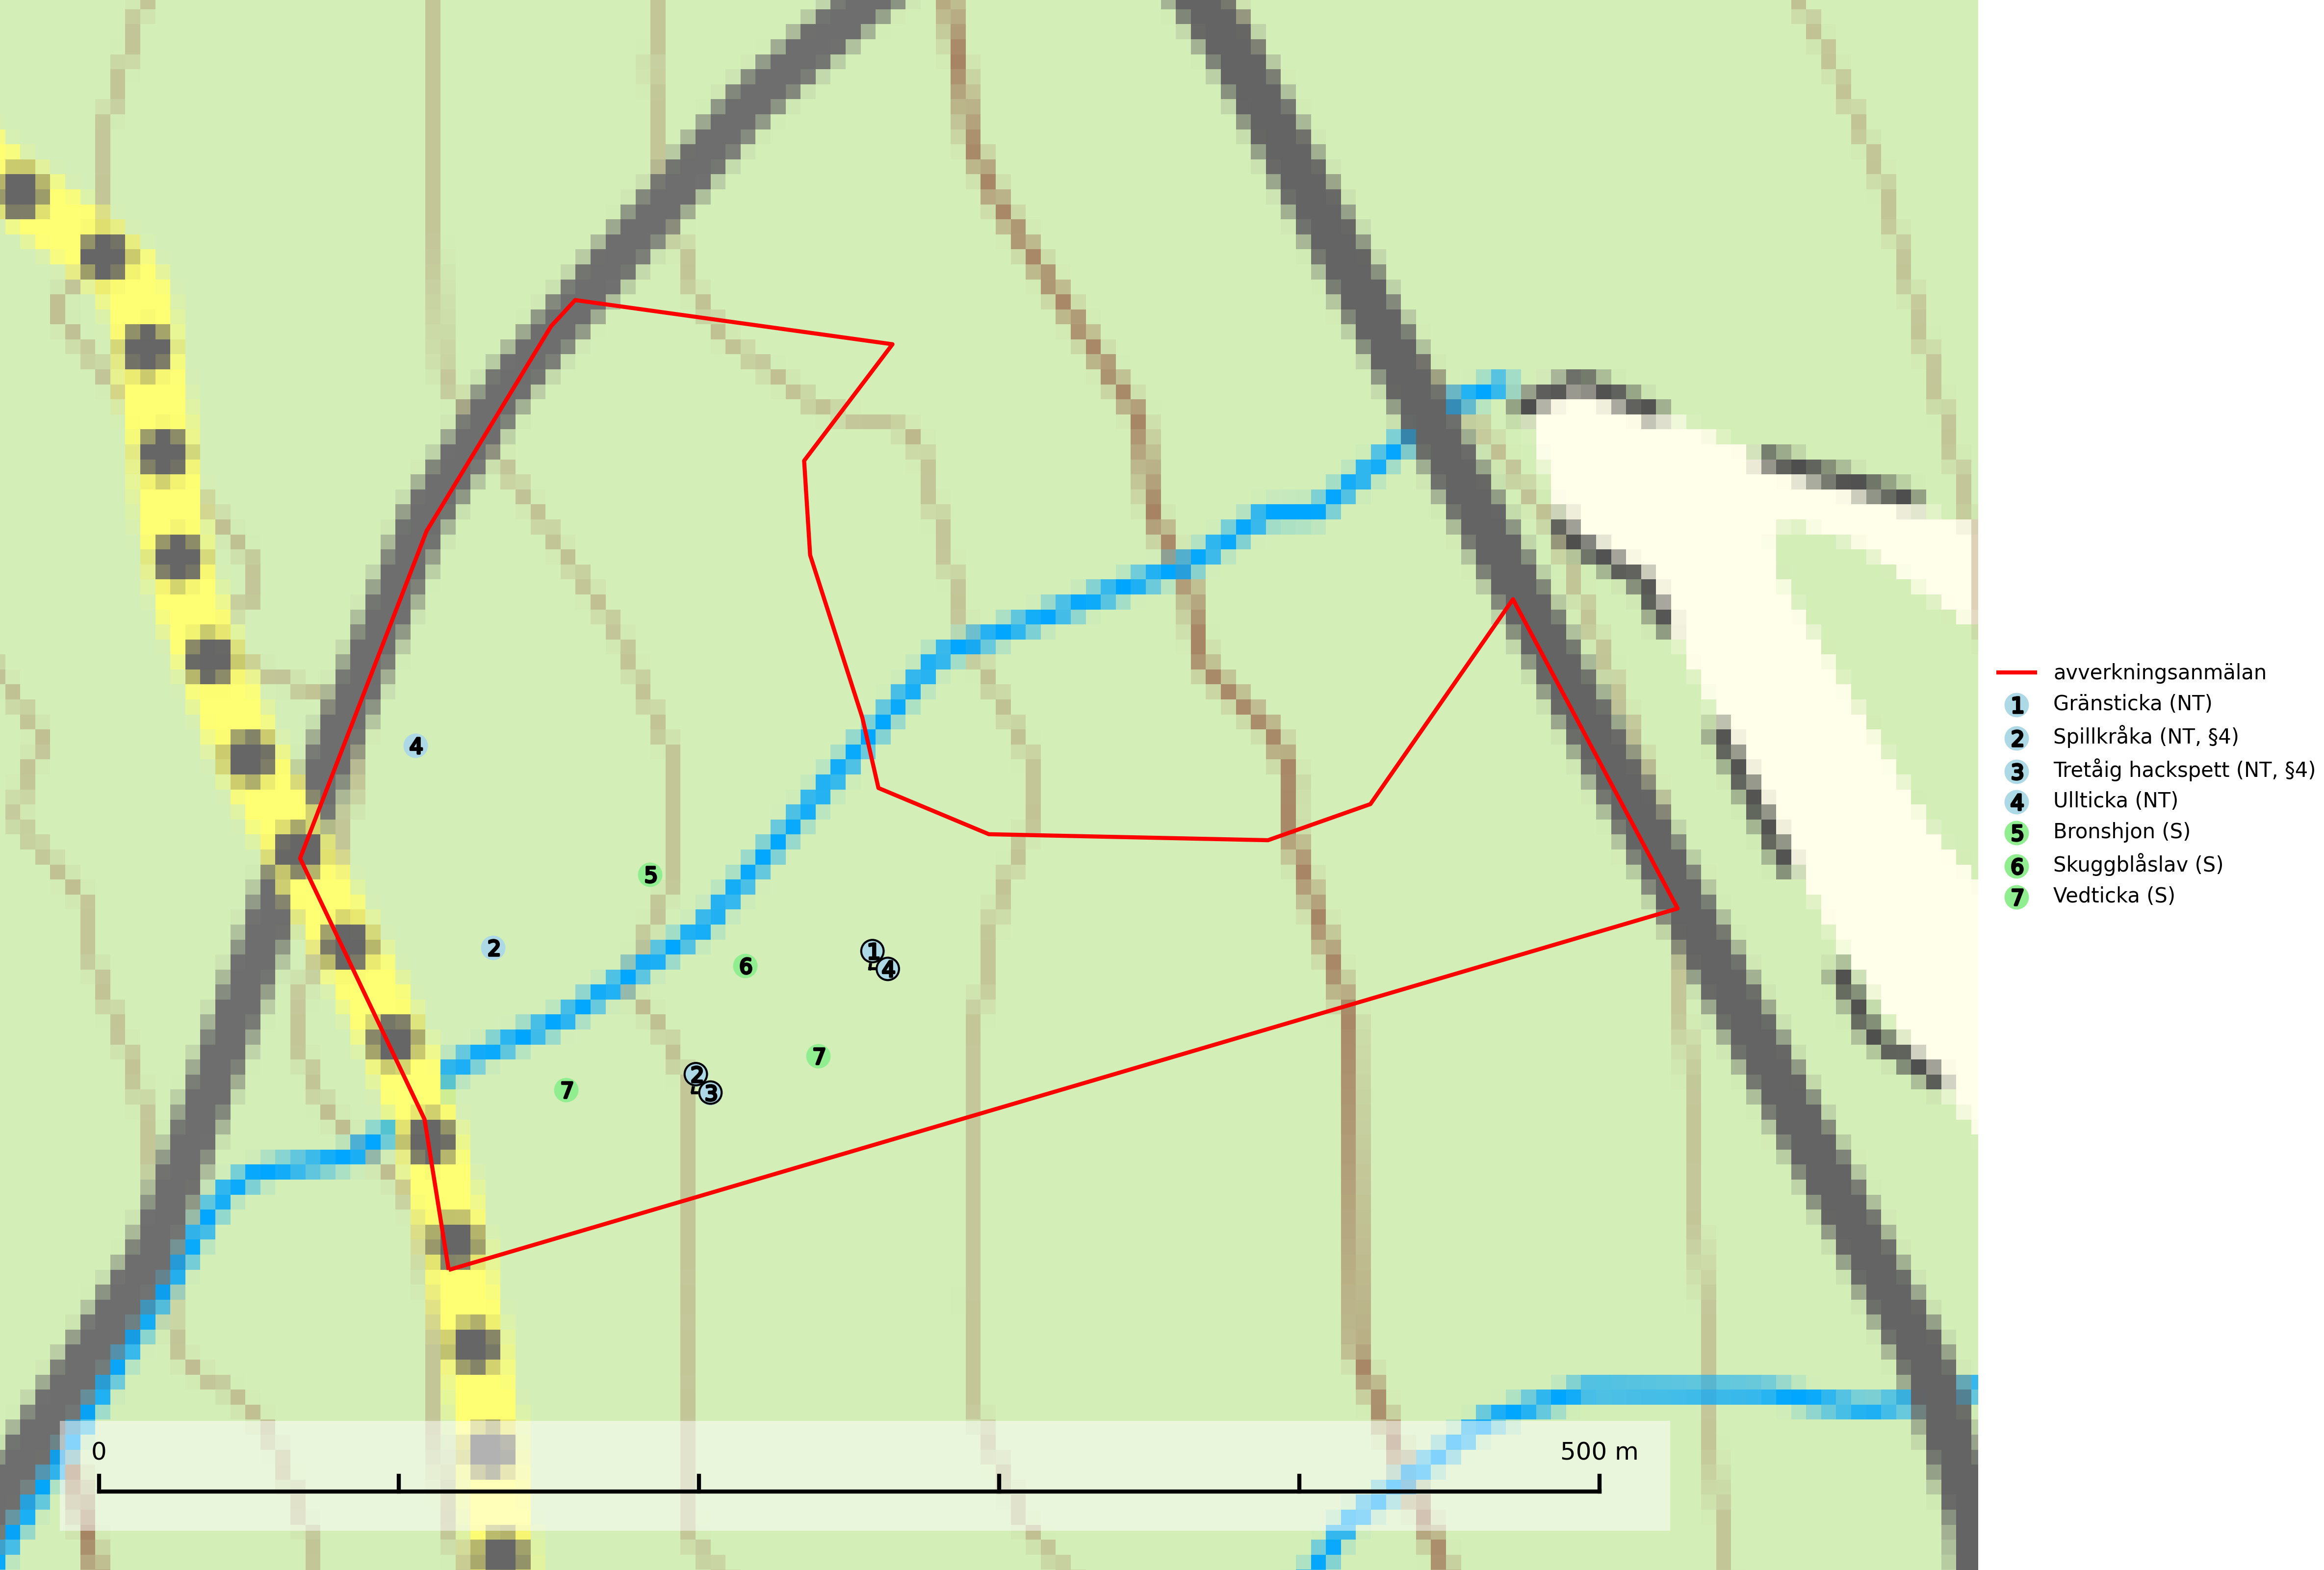 4
5
2
6
1
4
7
2
3
7
0
500 m
avverkningsanmälan
1 Gränsticka (NT)
2 Spillkråka (NT, §4)
3 Tretåig hackspett (NT, §4)
4 Ullticka (NT)
5 Bronshjon (S)
6 Skuggblåslav (S)
7 Vedticka (S)